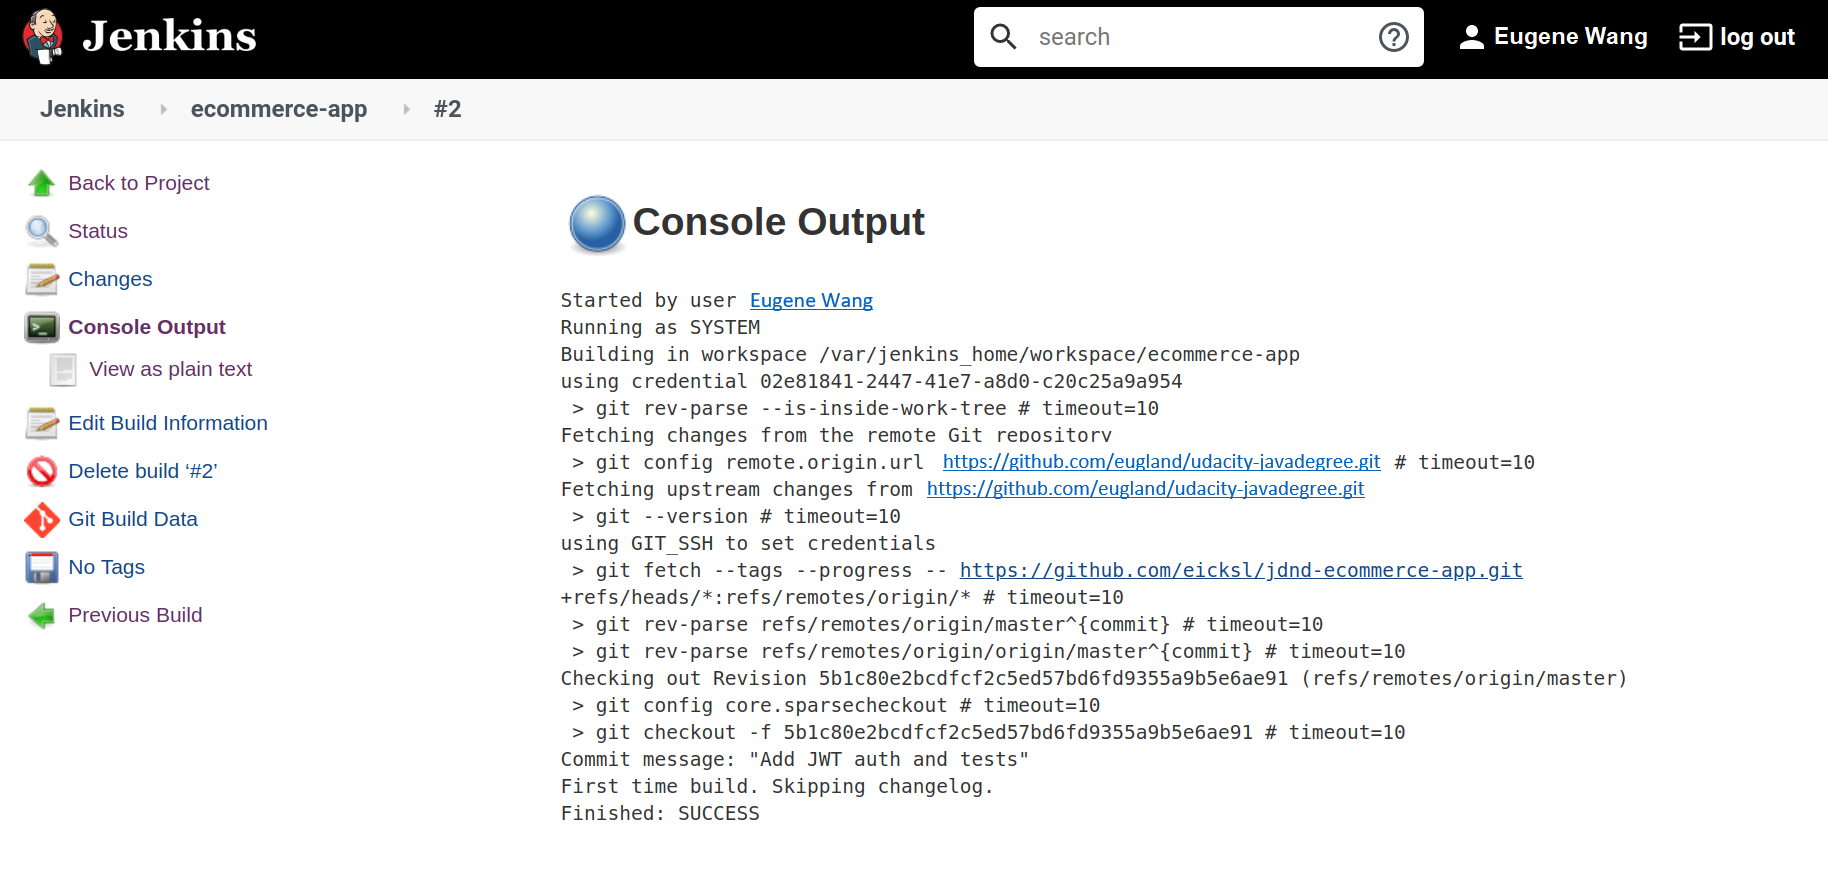 Jenkins
search
Eugene Wang
log out
Jenkins ecommerce-app #2
Back to Project
Status
Changes
Console Output
View as plain text
Edit Build Information
Delete build ‘#2’
Git Build Data
No Tags
Previous Build
Console Output
Started by user Eugene Wang
Running as SYSTEM
Building in workspace /var/jenkins_home/workspace/ecommerce-app
using credential 02e81841-2447-41e7-a8d0-c20c25a9a954
> git rev-parse --is-inside-work-tree # timeout=10
Fetching changes from the remote Git repository
> git config remote.origin.url https://github.com/eugland/udacity-javadegree.git # timeout=10
Fetching upstream changes from https://github.com/eugland/udacity-javadegree.git
> git --version # timeout=10
using GIT_SSH to set credentials
> git fetch --tags --progress -- https://github.com/eicksl/jdnd-ecommerce-app.git
+refs/heads/*:refs/remotes/origin/* # timeout=10
> git rev-parse refs/remotes/origin/master^{commit} # timeout=10
> git rev-parse refs/remotes/origin/origin/master^{commit} # timeout=10
Checking out Revision 5b1c80e2bcdfcf2c5ed57bd6fd9355a9b5e6ae91 (refs/remotes/origin/master)
> git config core.sparsecheckout # timeout=10
> git checkout -f 5b1c80e2bcdfcf2c5ed57bd6fd9355a9b5e6ae91 # timeout=10
Commit message: "Add JWT auth and tests"
First time build. Skipping changelog.
Finished: SUCCESS